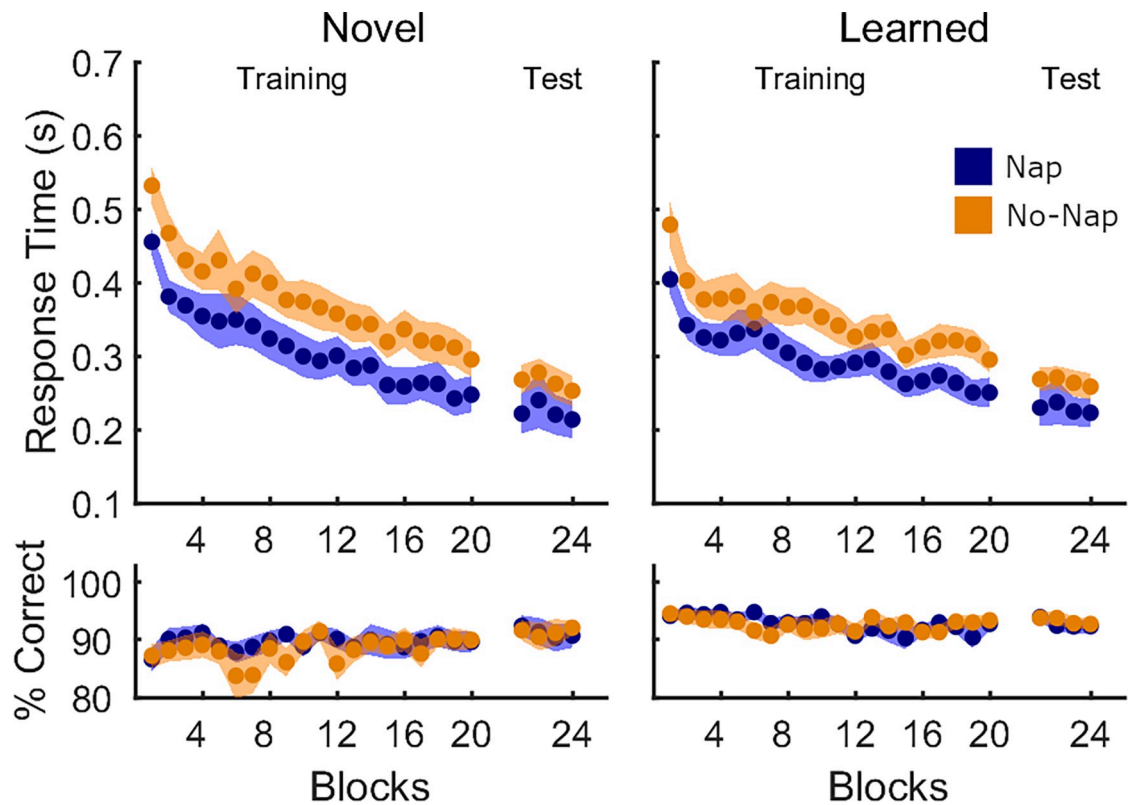 Novel
Learned
Training
Test
Training
Test
Response Time (s)
0.7
0.6
0.5
0.4
0.3
0.2
0.1
Nap
No-Nap
4 8 12 16 20 24
4 8 12 16 20 24
% Correct
100
90
80
4 8 12 16 20 24
4 8 12 16 20 24
Blocks
Blocks